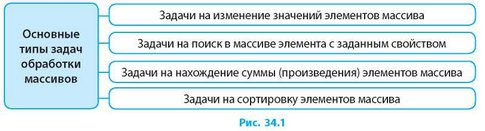 Основные
типы задач
обработки
массивов
Задачи на изменение значений элементов массива
Задачи на поиск в массиве элемента с заданным свойством
Задачи на нахождение суммы (произведения) элементов массива
Задачи на сортировку элементов массива
Рис. 34.1